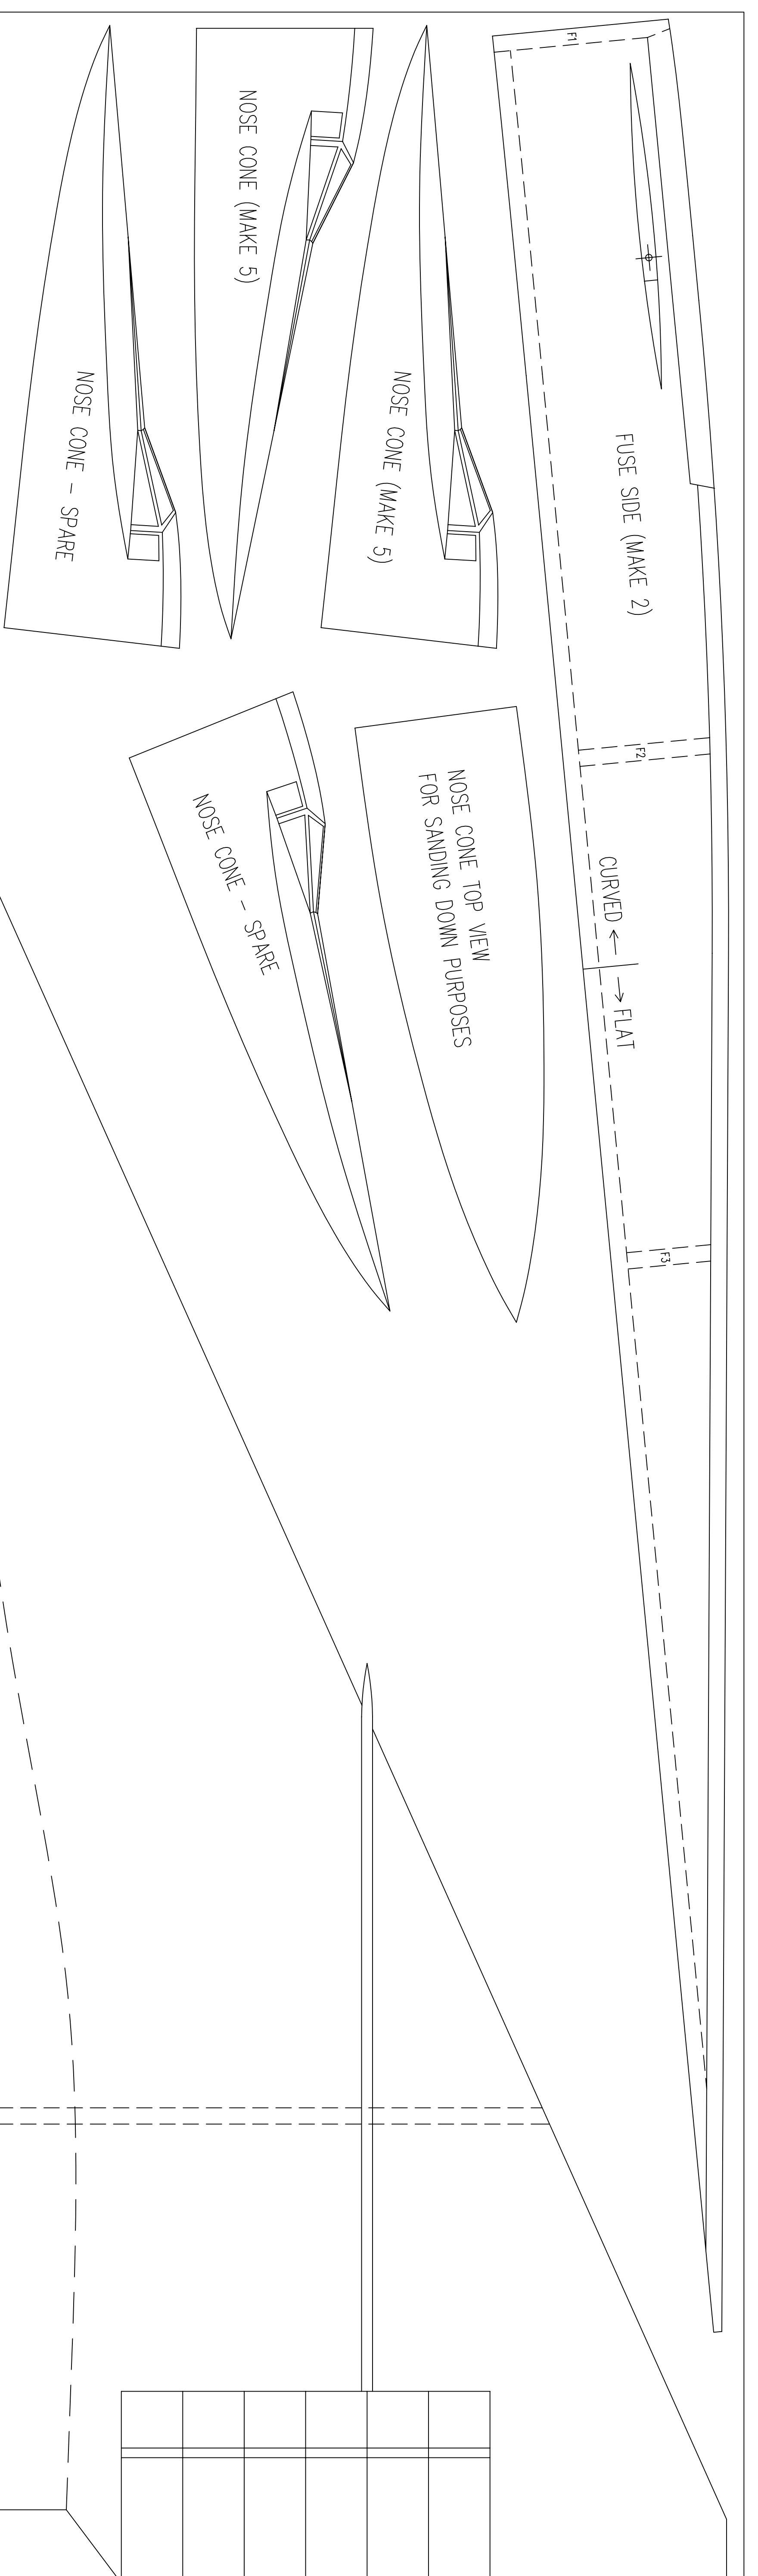 F1
FUSE SIDE (MAKE 2)
F2
CURVED ← → FLAT
F3
NOSE CONE (MAKE 5)
NOSE CONE (MAKE 5)
NOSE CONE - SPARE
NOSE CONE TOP VIEW
FOR SANDING DOWN PURPOSES
NOSE CONE - SPARE